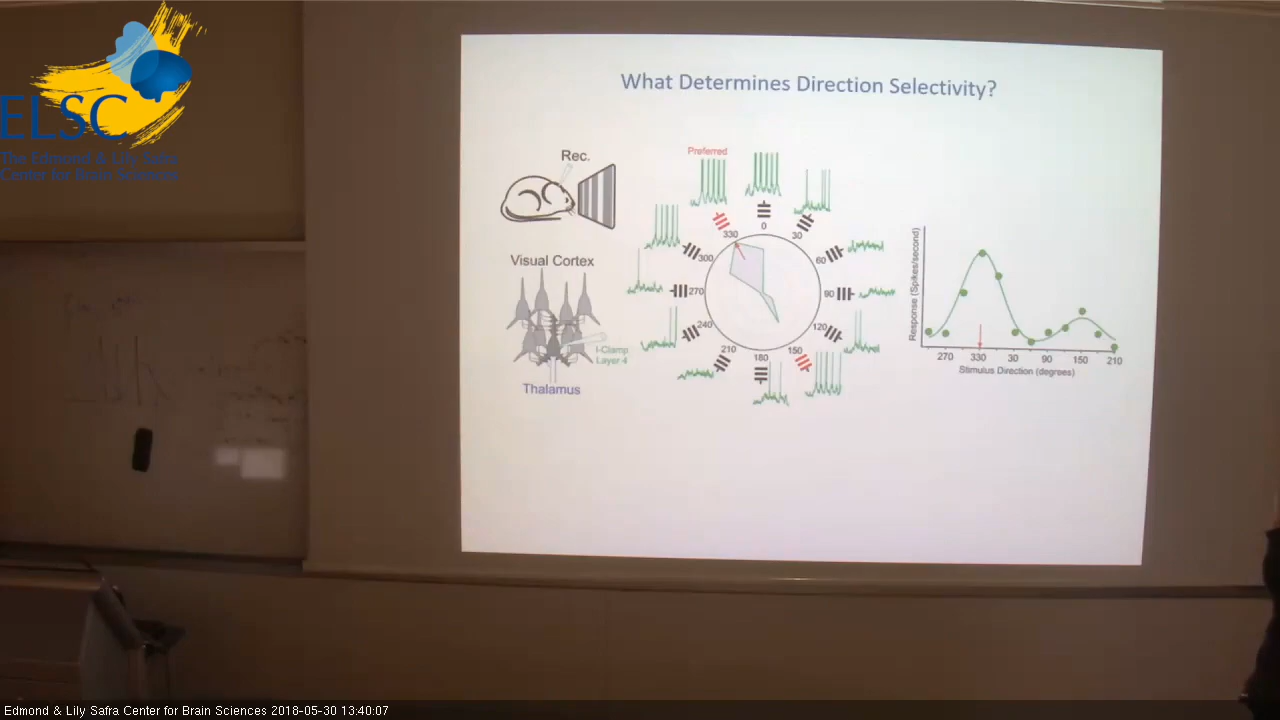 ELSC
The Edmond & Lily Safra
Center for Brain Sciences
What Determines Direction Selectivity?
Rec.
Visual Cortex
I-Clamp
Layer 4
Thalamus
Preferred
0
30
60
90
120
150
180
210
240
270
300
330
Response (Spikes/second)
270 330 30 90 150 210
Stimulus Direction (degrees)
Edmond & Lily Safra Center for Brain Sciences 2018-05-30 13:40:07